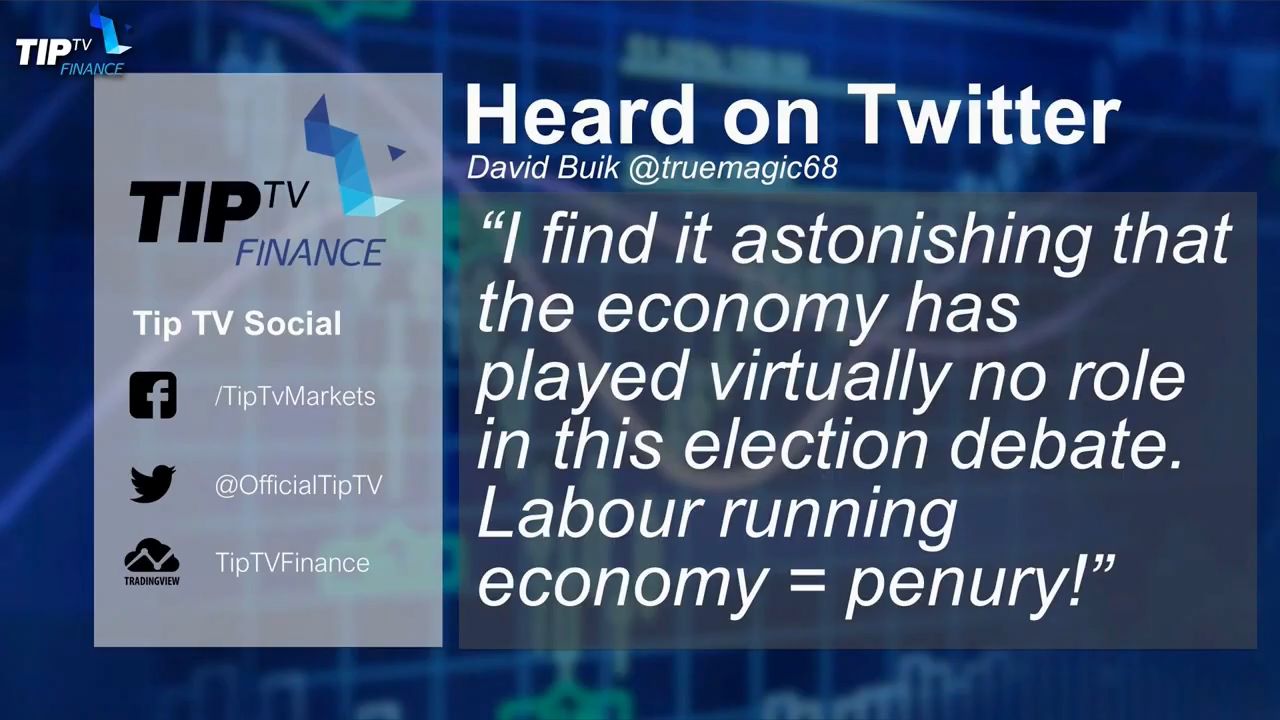 TIP TV
FINANCE
TIP TV
FINANCE
Tip TV Social
/TipTvMarkets
@OfficialTipTV
TRADINGVIEW
TipTVFinance
Heard on Twitter
David Buik @truemagic68
“I find it astonishing that
the economy has
played virtually no role
in this election debate.
Labour running
economy = penury!”